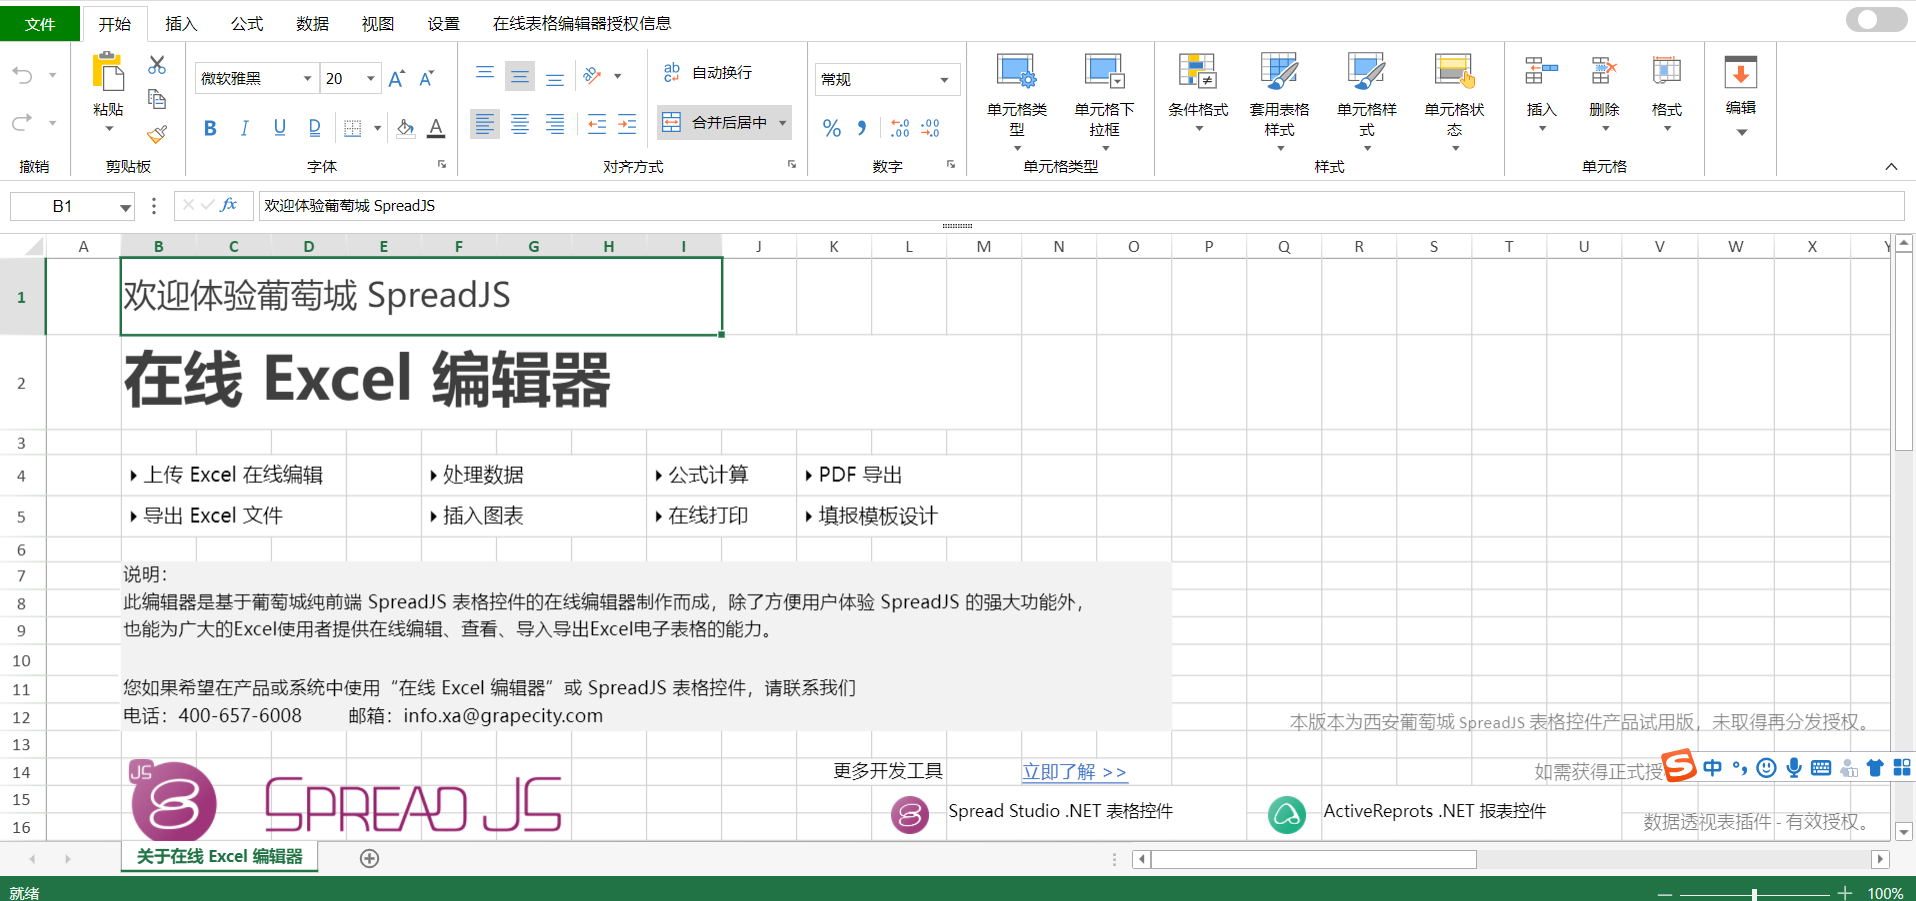 文件 开始 插入 公式 数据 视图 设置 在线表格编辑器授权信息
粘贴
微软雅黑 20 A A
B I U D A
ab 自动换行
合并后居中
常规
% .00 .00
单元格类型 单元格下拉框
条件格式 套用表格样式 单元格样式 单元格状态
插入 删除 格式
编辑
撤销 剪贴板 字体 对齐方式 数字 单元格类型 样式 单元格
B1 fx 欢迎体验葡萄城 SpreadJS
A B C D E F G H I J K L M N O P Q R S T U V W X Y
1 欢迎体验葡萄城 SpreadJS
2 在线 Excel 编辑器
3
4 上传 Excel 在线编辑 处理数据 公式计算 PDF 导出
5 导出 Excel 文件 插入图表 在线打印 填报模板设计
6
7 说明：
8 此编辑器是基于葡萄城纯前端 SpreadJS 表格控件的在线编辑器制作而成，除了方便用户体验 SpreadJS 的强大功能外，
9 也能为广大的Excel使用者提供在线编辑、查看、导入导出Excel电子表格的能力。
10
11 您如果希望在产品或系统中使用“在线 Excel 编辑器”或 SpreadJS 表格控件，请联系我们
12 电话：400-657-6008 邮箱：info.xa@grapecity.com
本版本为西安葡萄城 SpreadJS 表格控件产品试用版，未取得再分发授权。
13
14 更多开发工具 立即了解 >> 如需获得正式授
中
15 JS SPREAD JS Spread Studio .NET 表格控件 ActiveReprots .NET 报表控件
16 数据透视表插件 - 有效授权。
关于在线 Excel 编辑器
就绪 100%